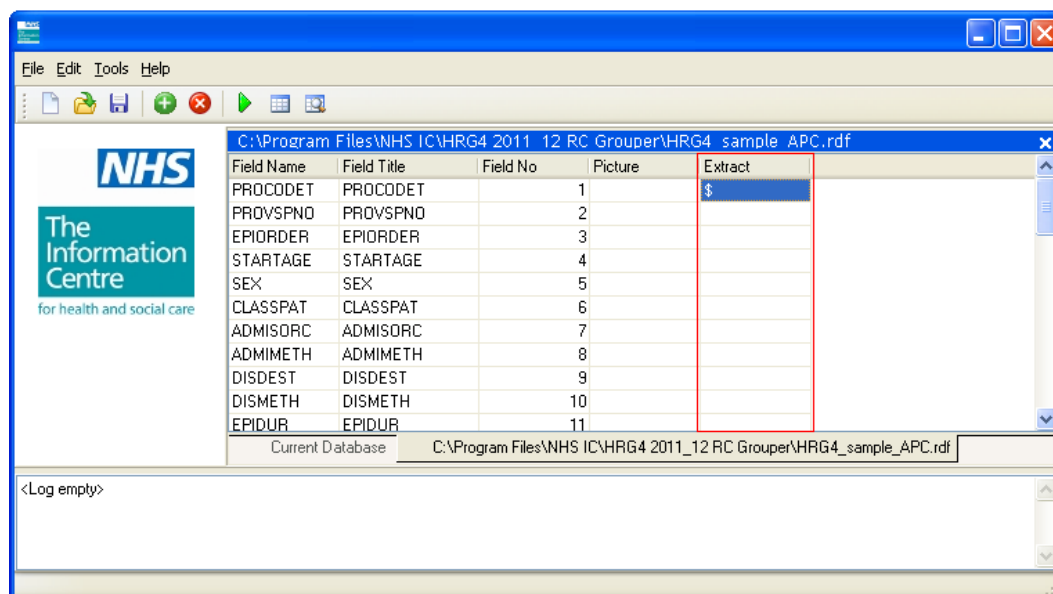 File Edit Tools Help
C:\Program Files\NHS IC\HRG4 2011_12 RC Grouper\HRG4_sample_APC.rdf
NHS
The
Information
Centre
for health and social care
Field Name Field Title Field No Picture Extract
PROCODET PROCODET 1 $
PROVSPNO PROVSPNO 2
EPIORDER EPIORDER 3
STARTAGE STARTAGE 4
SEX SEX 5
CLASSPAT CLASSPAT 6
ADMISORC ADMISORC 7
ADMIMETH ADMIMETH 8
DISDEST DISDEST 9
DISMETH DISMETH 10
EPIDUR EPIDUR 11
Current Database C:\Program Files\NHS IC\HRG4 2011_12 RC Grouper\HRG4_sample_APC.rdf
<Log empty>